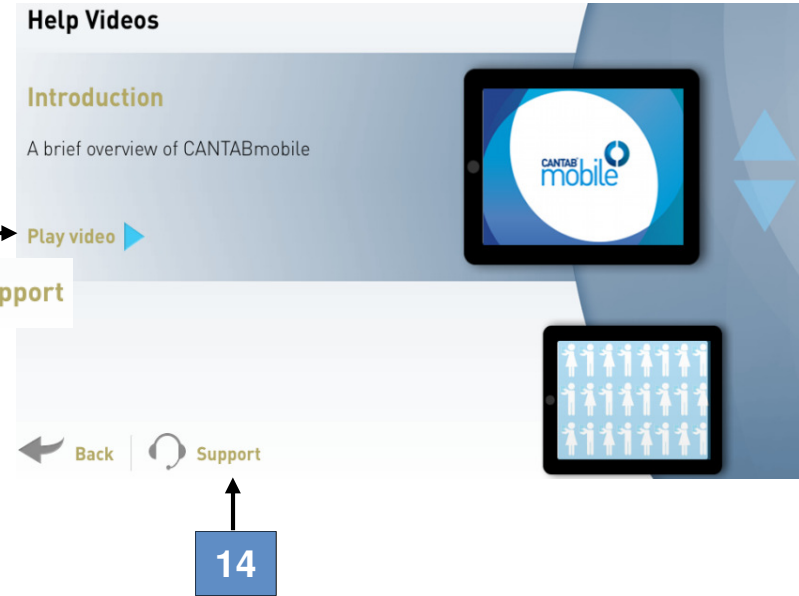 Help Videos
Introduction
A brief overview of CANTABmobile
CANTAB
mobile
Play video
pport
Back
Support
14